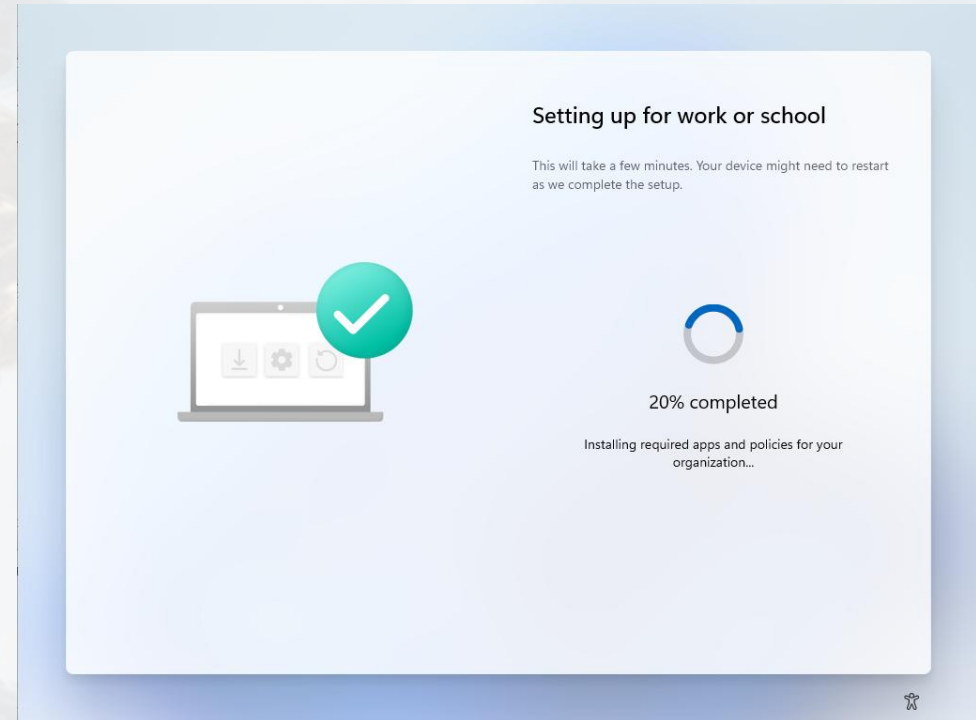 Setting up for work or school
This will take a few minutes. Your device might need to restart
as we complete the setup.
20% completed
Installing required apps and policies for your
organization...